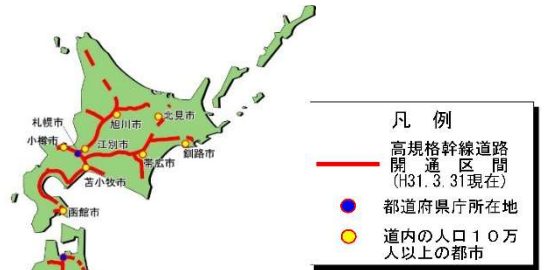 札幌市
小樽市
江別市
旭川市
北見市
釧路市
帯広市
苫小牧市
函館市
凡 例
高規格幹線道路
開通区間
(H31.3.31現在)
都道府県庁所在地
道内の人口１０万
人以上の都市